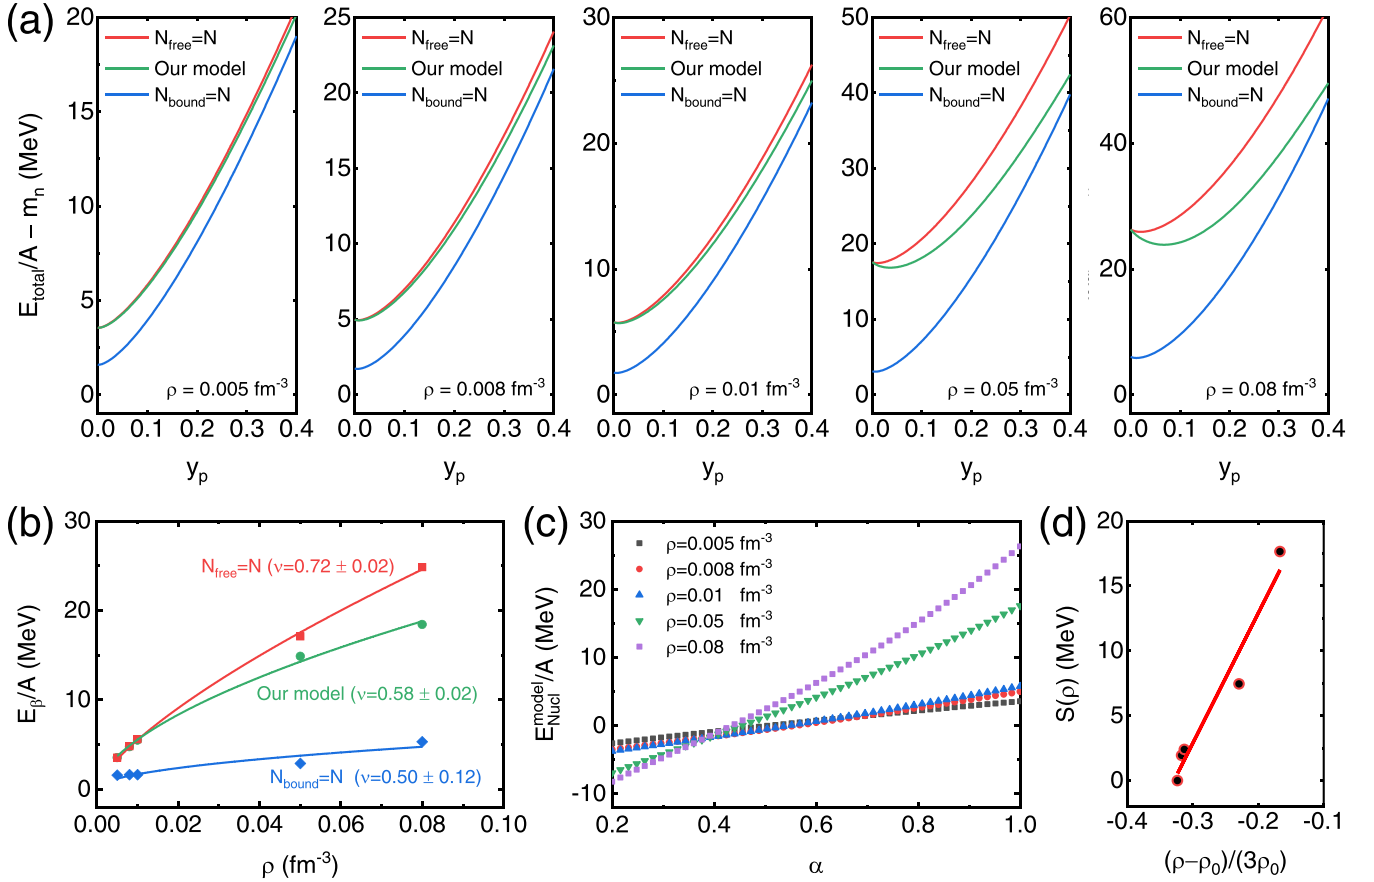 (a)
E_total/A − m_n (MeV)
20
15
10
5
0
N_free=N
Our model
N_bound=N
ρ = 0.005 fm^-3
0.0 0.1 0.2 0.3 0.4
y_p
25
20
15
10
5
0
N_free=N
Our model
N_bound=N
ρ = 0.008 fm^-3
0.0 0.1 0.2 0.3 0.4
y_p
30
20
10
0
N_free=N
Our model
N_bound=N
ρ = 0.01 fm^-3
0.0 0.1 0.2 0.3 0.4
y_p
50
40
30
20
10
0
N_free=N
Our model
N_bound=N
ρ = 0.05 fm^-3
0.0 0.1 0.2 0.3 0.4
y_p
60
40
20
0
N_free=N
Our model
N_bound=N
ρ = 0.08 fm^-3
0.0 0.1 0.2 0.3 0.4
y_p
(b)
E_β/A (MeV)
30
20
10
0
N_free=N (ν=0.72 ± 0.02)
Our model (ν=0.58 ± 0.02)
N_bound=N (ν=0.50 ± 0.12)
0.00 0.02 0.04 0.06 0.08 0.10
ρ (fm^-3)
(c)
E_Nucl^model/A (MeV)
30
20
10
0
-10
ρ=0.005 fm^-3
ρ=0.008 fm^-3
ρ=0.01 fm^-3
ρ=0.05 fm^-3
ρ=0.08 fm^-3
0.2 0.4 0.6 0.8 1.0
α
(d)
S(ρ) (MeV)
20
15
10
5
0
-0.4 -0.3 -0.2 -0.1
(ρ−ρ_0)/(3ρ_0)